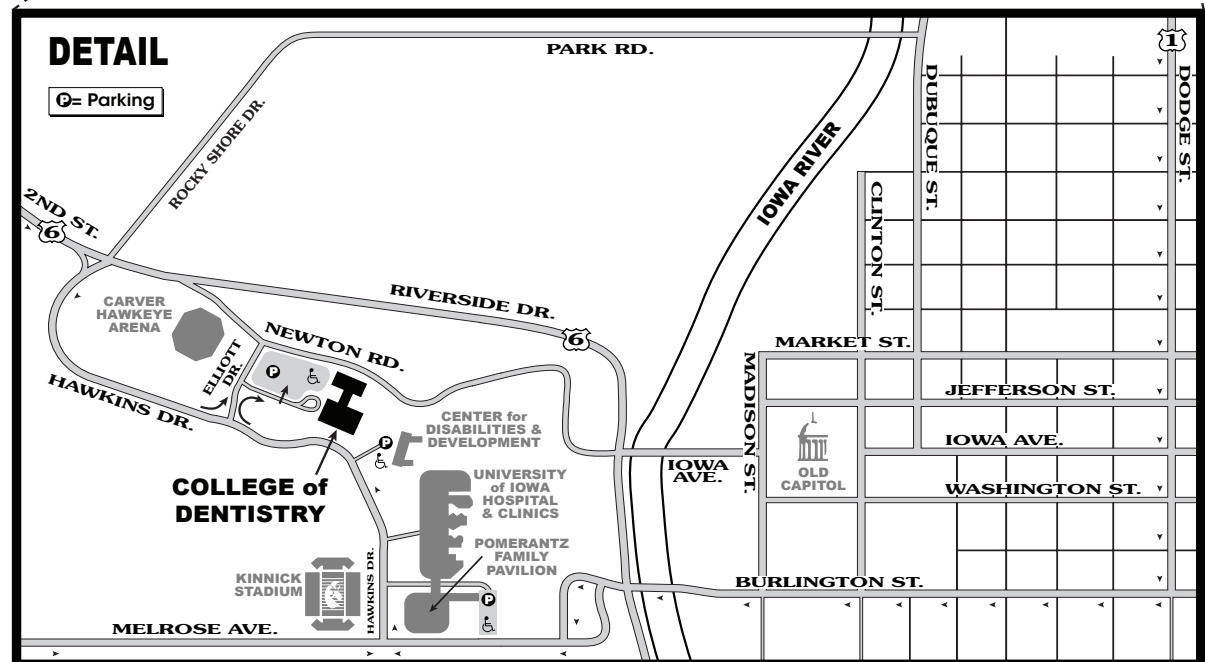 DETAIL
P= Parking
PARK RD.
1
DUBUQUE ST.
DODGE ST.
ROCKY SHORE DR.
IOWA RIVER
CLINTON ST.
2ND ST.
6
RIVERSIDE DR.
6
CARVER
HAWKEYE
ARENA
NEWTON RD.
ELLIOTT
DR.
MARKET ST.
MADISON ST.
JEFFERSON ST.
P
HAWKINS DR.
CENTER for
DISABILITIES &
DEVELOPMENT
P
IOWA AVE.
IOWA
AVE.
OLD
CAPITOL
WASHINGTON ST.
COLLEGE of
DENTISTRY
UNIVERSITY
of IOWA
HOSPITAL
& CLINICS
POMERANTZ
FAMILY
PAVILION
KINNICK
STADIUM
HAWKINS DR.
P
BURLINGTON ST.
MELROSE AVE.